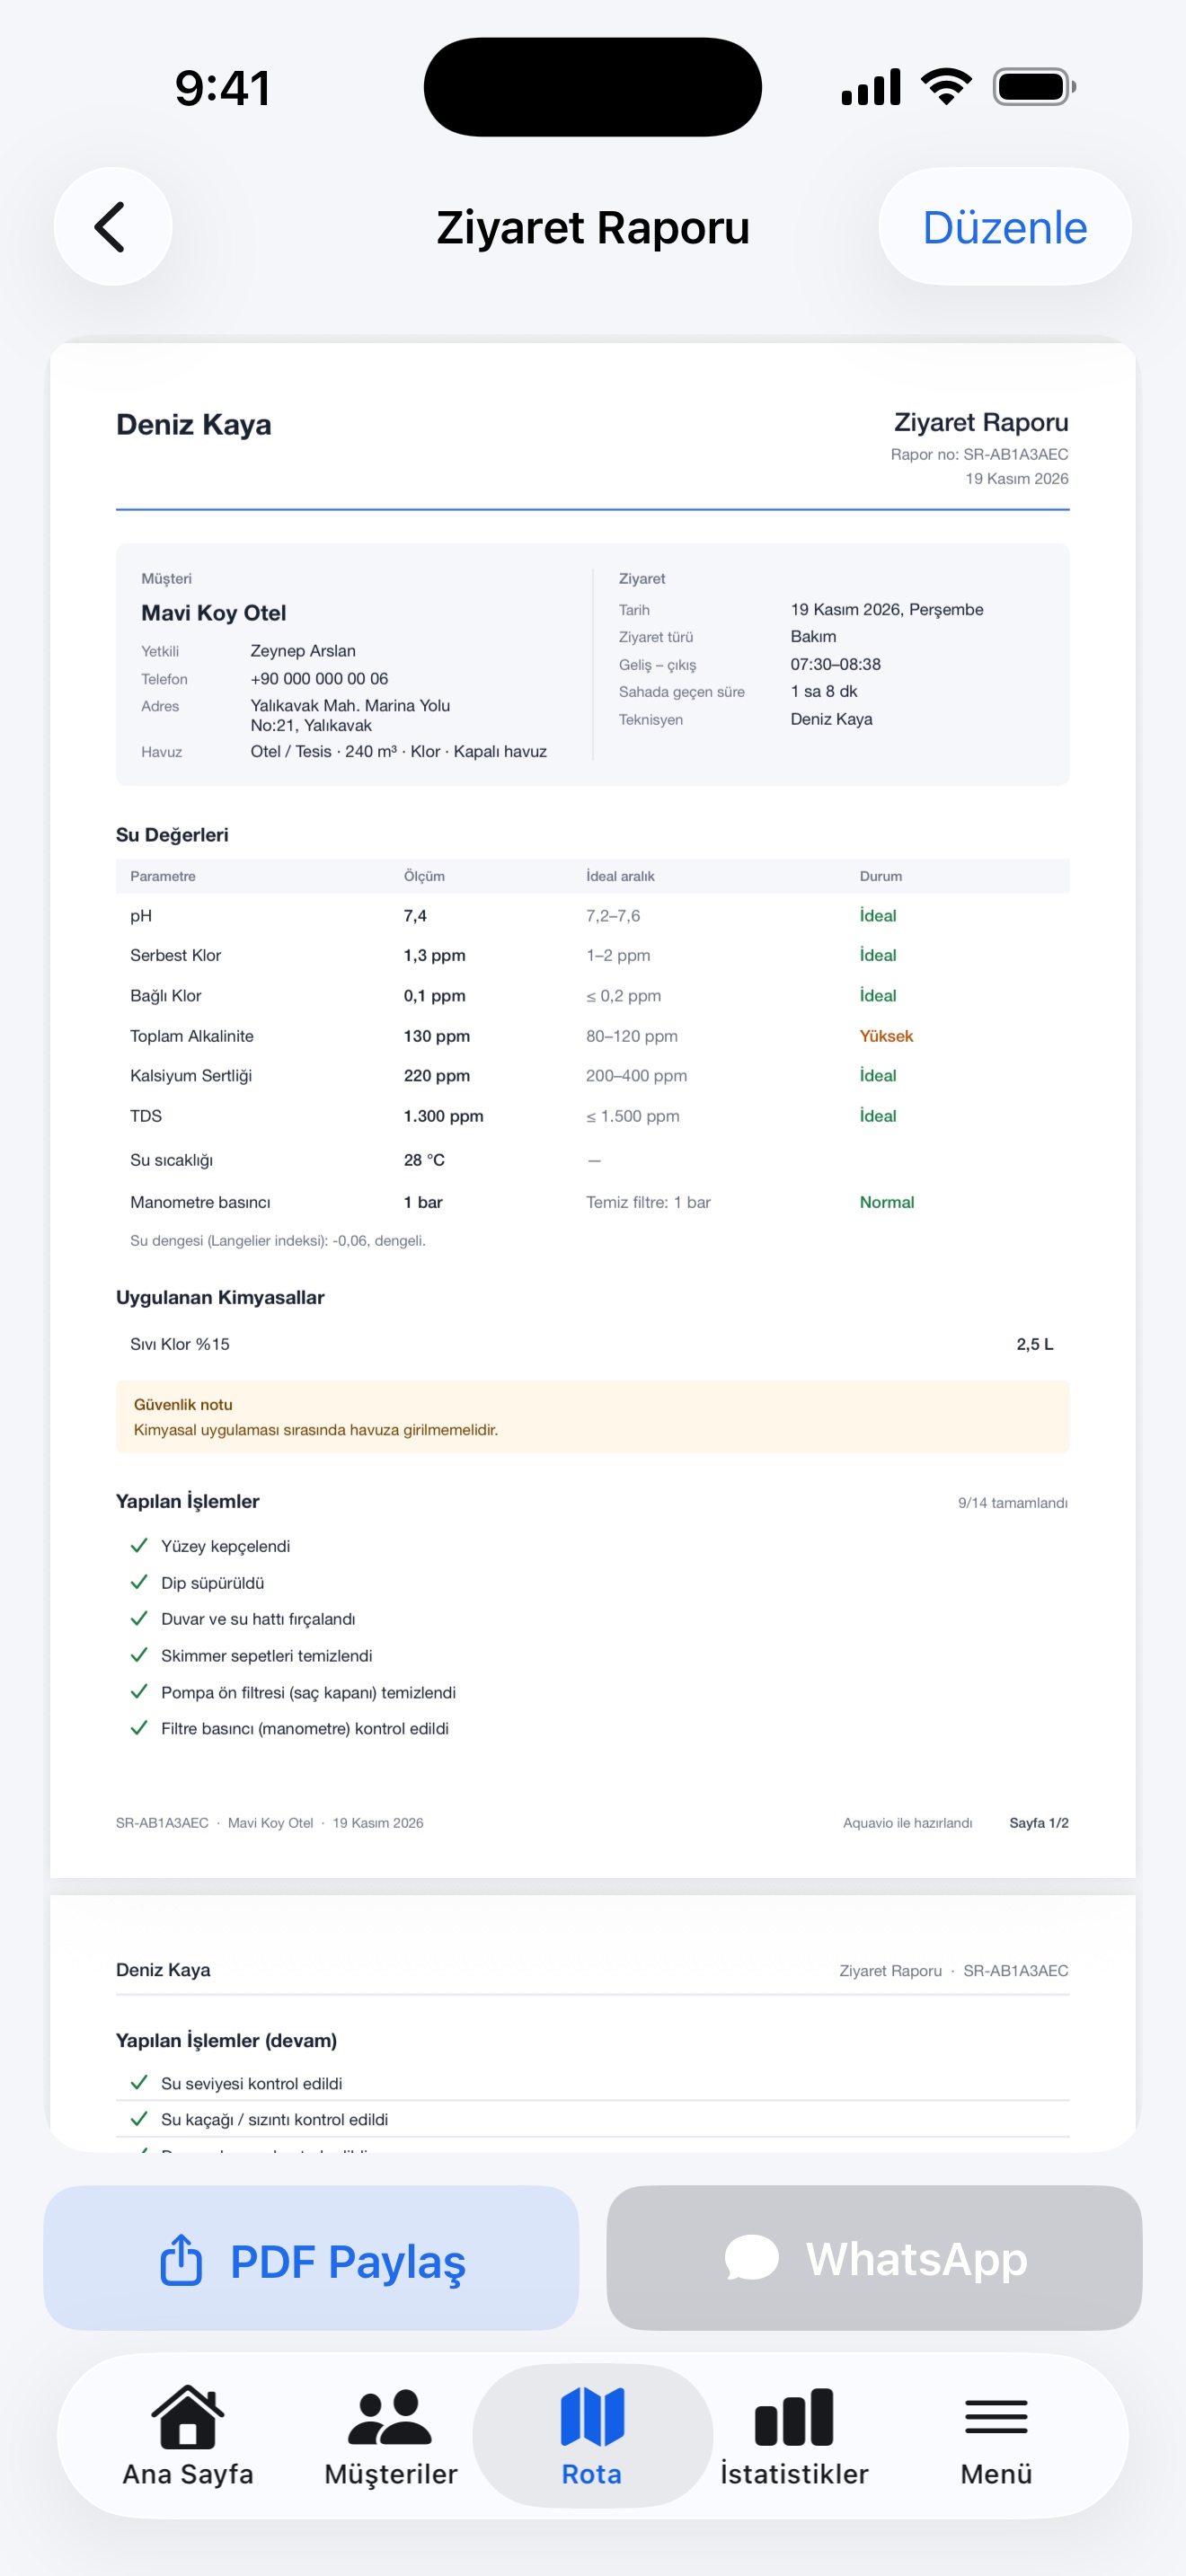 9:41
Ziyaret Raporu
Düzenle
Deniz Kaya
Ziyaret Raporu
Rapor no: SR-AB1A3AEC
19 Kasım 2026
Müşteri
Mavi Koy Otel
Yetkili Zeynep Arslan
Telefon +90 000 000 00 06
Adres Yalıkavak Mah. Marina Yolu
No:21, Yalıkavak
Havuz Otel / Tesis · 240 m³ · Klor · Kapalı havuz
Ziyaret
Tarih 19 Kasım 2026, Perşembe
Ziyaret türü Bakım
Geliş – çıkış 07:30–08:38
Sahada geçen süre 1 sa 8 dk
Teknisyen Deniz Kaya
Su Değerleri
Parametre Ölçüm İdeal aralık Durum
pH 7,4 7,2–7,6 İdeal
Serbest Klor 1,3 ppm 1–2 ppm İdeal
Bağlı Klor 0,1 ppm ≤ 0,2 ppm İdeal
Toplam Alkalinite 130 ppm 80–120 ppm Yüksek
Kalsiyum Sertliği 220 ppm 200–400 ppm İdeal
TDS 1.300 ppm ≤ 1.500 ppm İdeal
Su sıcaklığı 28 °C —
Manometre basıncı 1 bar Temiz filtre: 1 bar Normal
Su dengesi (Langelier indeksi): -0,06, dengeli.
Uygulanan Kimyasallar
Sıvı Klor %15 2,5 L
Güvenlik notu
Kimyasal uygulaması sırasında havuza girilmemelidir.
Yapılan İşlemler 9/14 tamamlandı
Yüzey kepçelendi
Dip süpürüldü
Duvar ve su hattı fırçalandı
Skimmer sepetleri temizlendi
Pompa ön filtresi (saç kapanı) temizlendi
Filtre basıncı (manometre) kontrol edildi
SR-AB1A3AEC · Mavi Koy Otel · 19 Kasım 2026 Aquavio ile hazırlandı Sayfa 1/2
Deniz Kaya Ziyaret Raporu · SR-AB1A3AEC
Yapılan İşlemler (devam)
Su seviyesi kontrol edildi
Su kaçağı / sızıntı kontrol edildi
PDF Paylaş
WhatsApp
Ana Sayfa
Müşteriler
Rota
İstatistikler
Menü